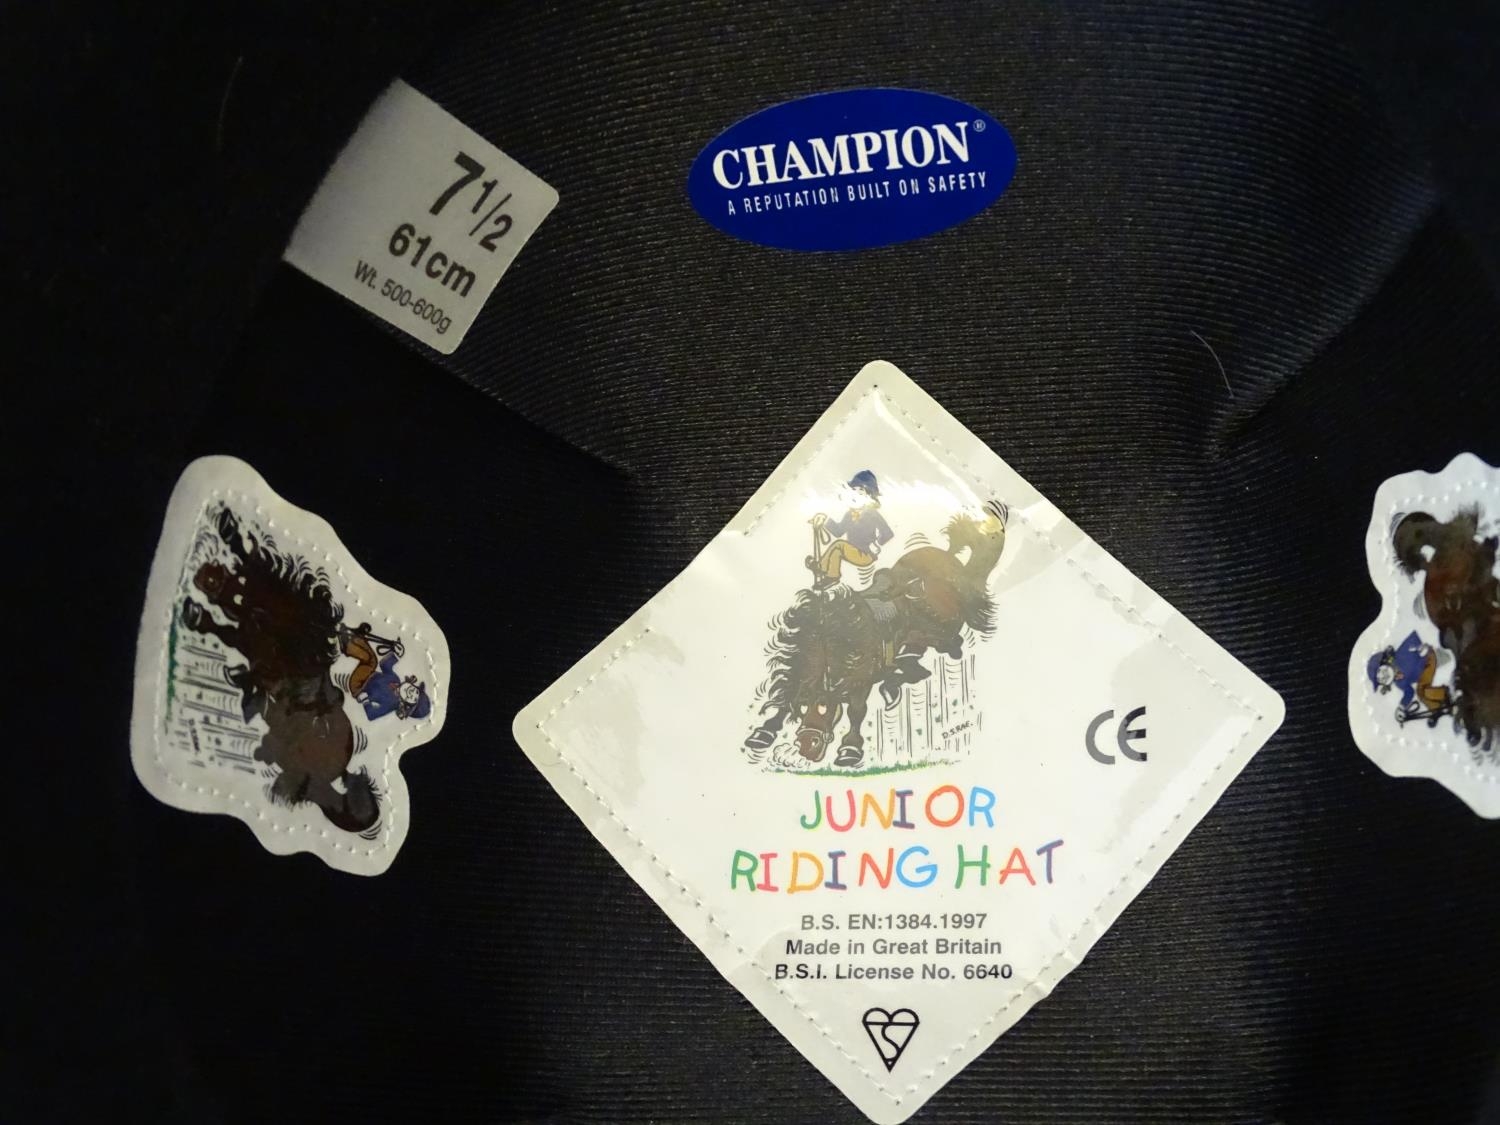 7 1/2
61cm
Wt. 500-600g
CHAMPION®
A REPUTATION BUILT ON SAFETY
D.S.RAE.
CE
JUNIOR
RIDING HAT
B.S. EN:1384.1997
Made in Great Britain
B.S.I. License No. 6640